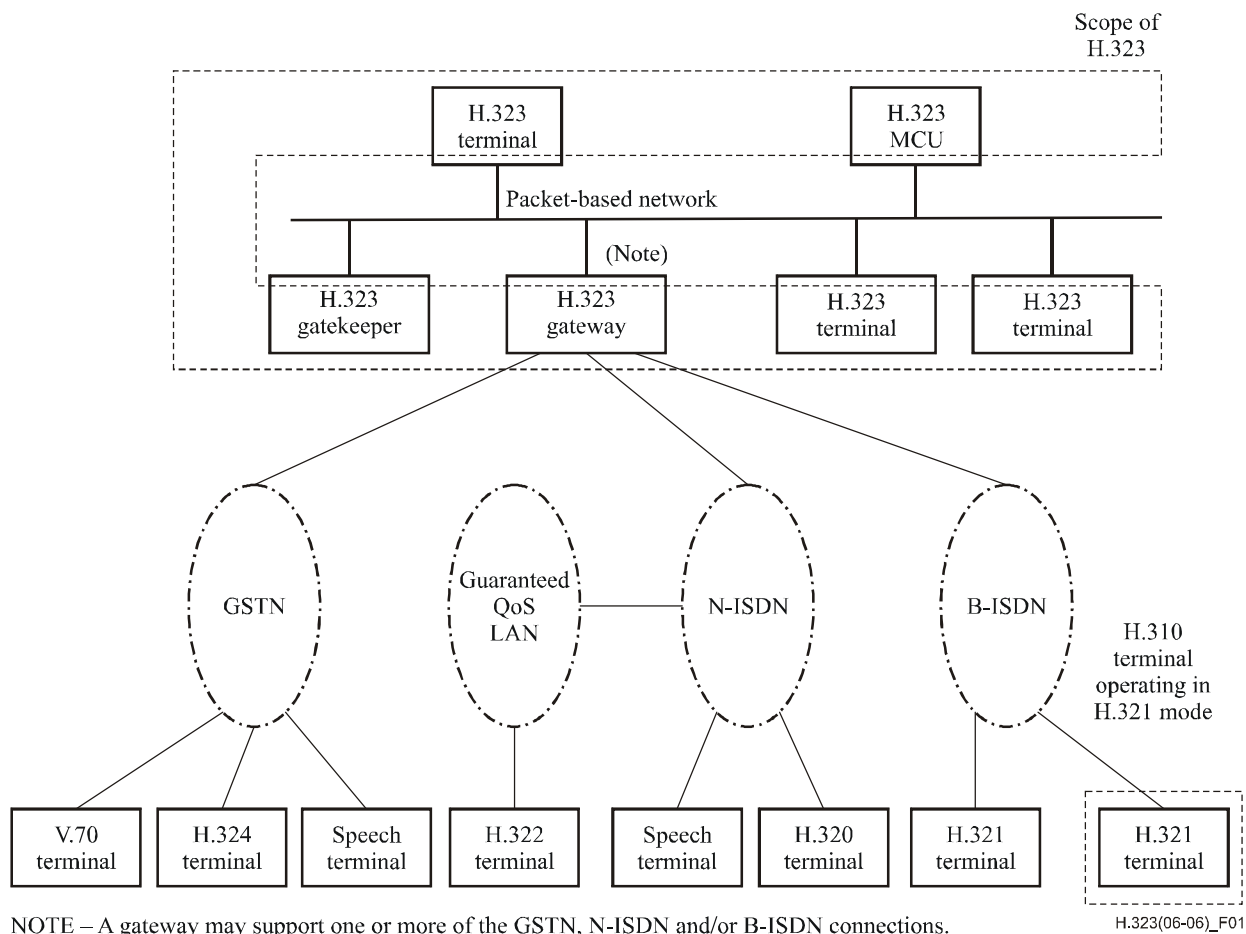 Scope of
H.323
H.323
terminal
H.323
MCU
Packet-based network
(Note)
H.323
gatekeeper
H.323
gateway
H.323
terminal
H.323
terminal
GSTN
Guaranteed
QoS
LAN
N-ISDN
B-ISDN
H.310
terminal
operating in
H.321 mode
V.70
terminal
H.324
terminal
Speech
terminal
H.322
terminal
Speech
terminal
H.320
terminal
H.321
terminal
H.321
terminal
NOTE – A gateway may support one or more of the GSTN, N-ISDN and/or B-ISDN connections.
H.323(06-06)_F01